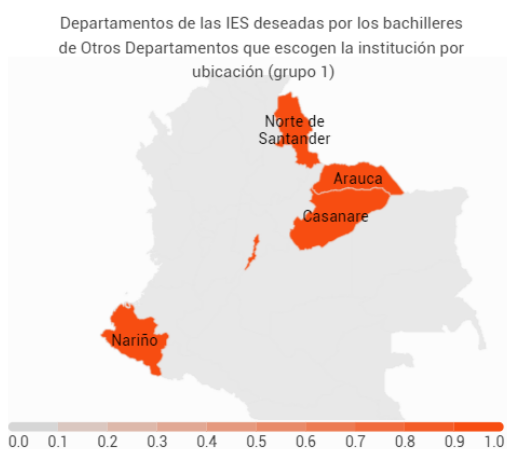 Departamentos de las IES deseadas por los bachilleres
de Otros Departamentos que escogen la institución por
ubicación (grupo 1)
Norte de
Santander
Arauca
Casanare
Nariño
0.0 0.1 0.2 0.3 0.4 0.5 0.6 0.7 0.8 0.9 1.0